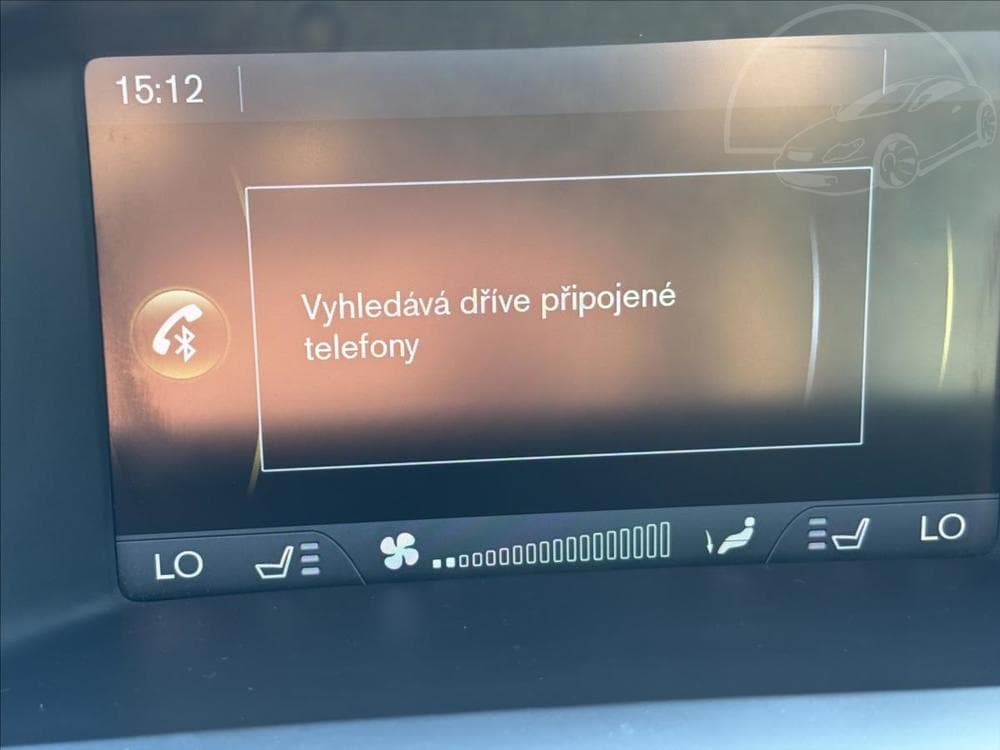 15:12
Vyhledává dříve připojené
telefony
LO
LO